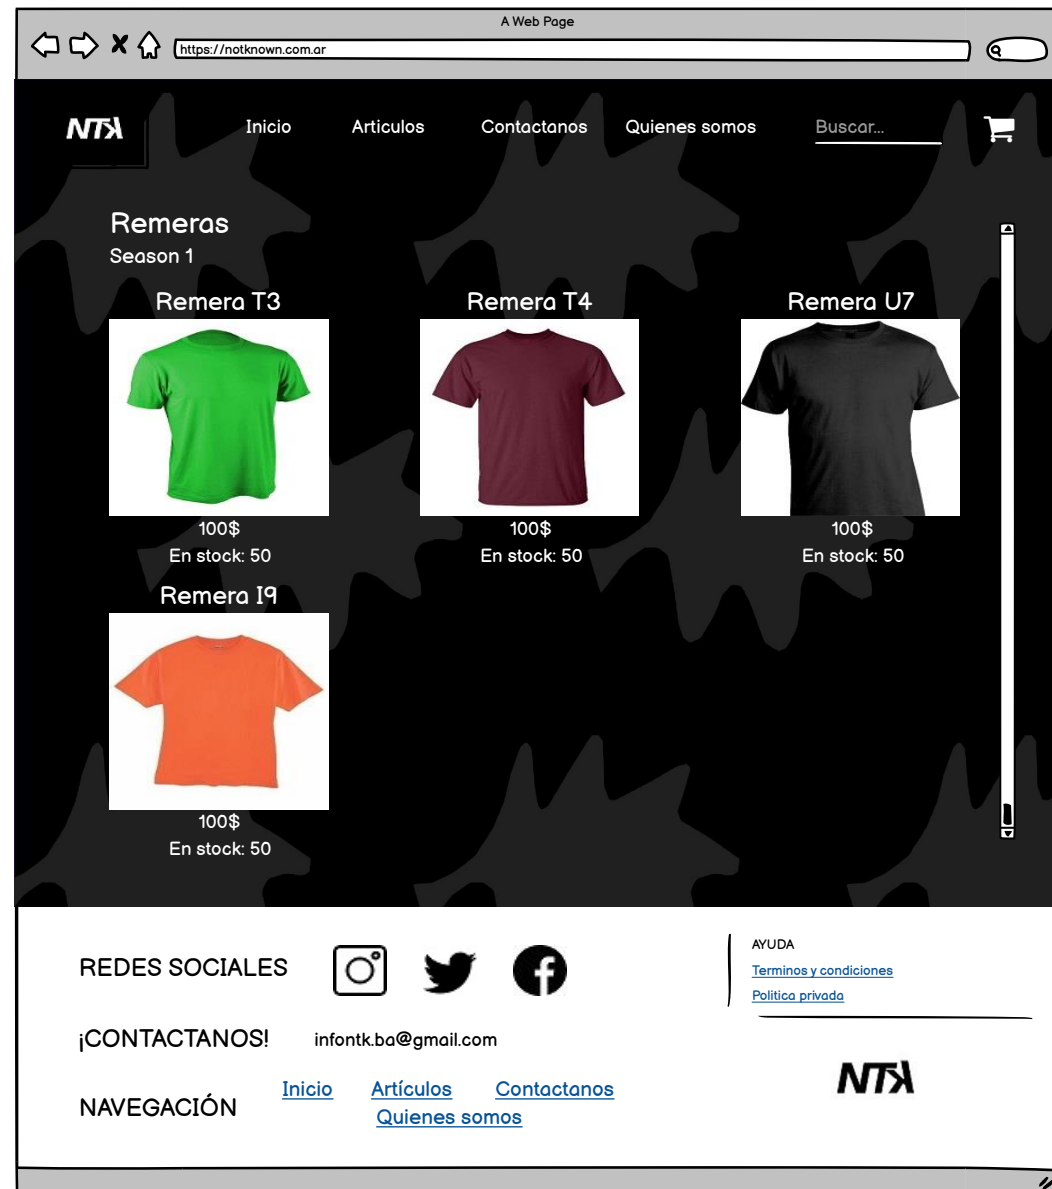 A Web Page
https://notknown.com.ar
NTK
Inicio
Articulos
Contactanos
Quienes somos
Buscar...
Remeras
Season 1
Remera T3
Remera T4
Remera U7
100$
100$
100$
En stock: 50
En stock: 50
En stock: 50
Remera I9
100$
En stock: 50
REDES SOCIALES
AYUDA
Terminos y condiciones
Politica privada
¡CONTACTANOS!
infontk.ba@gmail.com
NTK
NAVEGACIÓN
Inicio
Artículos
Contactanos
Quienes somos